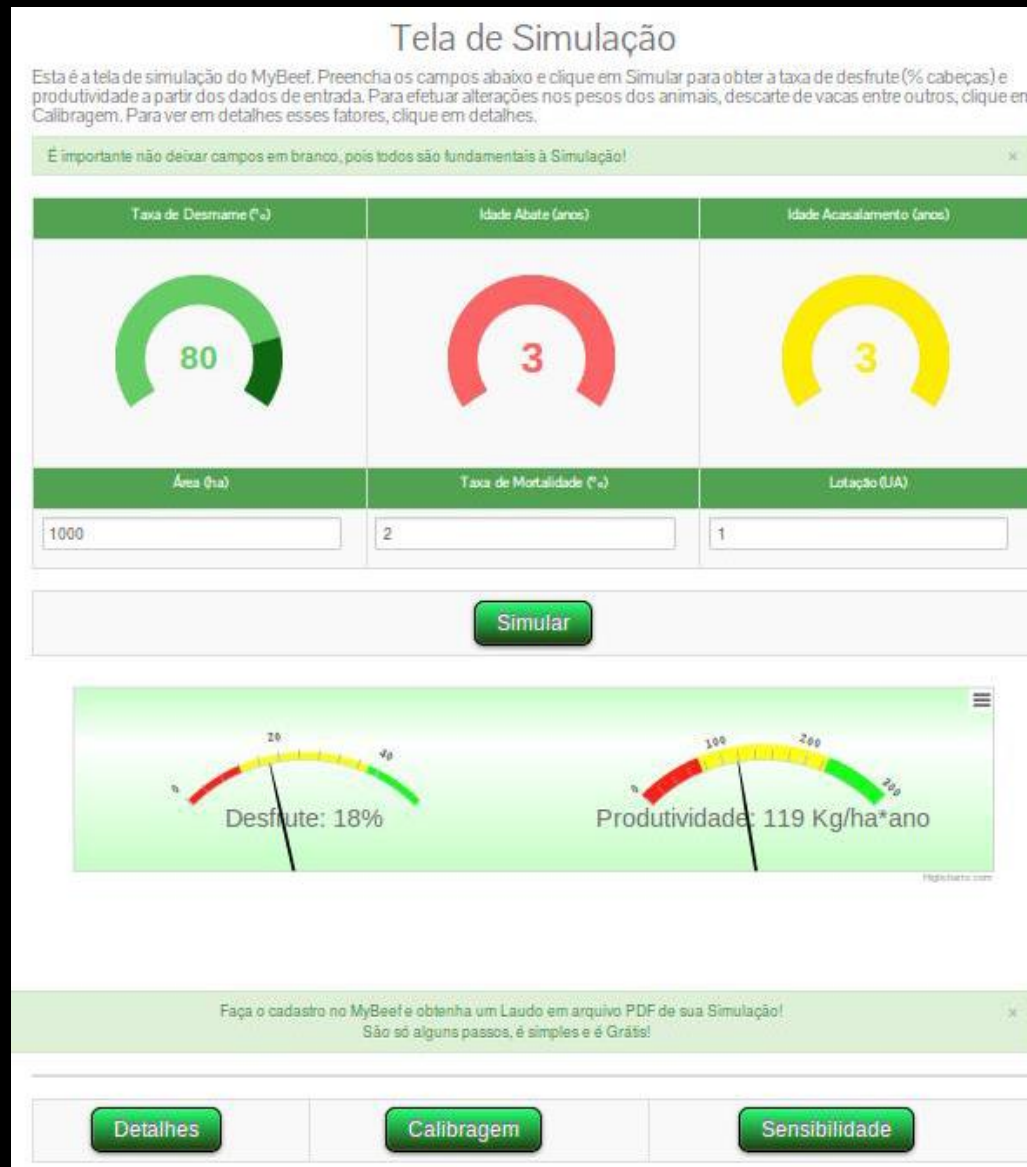 Tela de Simulação
Esta é a tela de simulação do MyBeef. Preencha os campos abaixo e clique em Simular para obter a taxa de desfrute (% cabeças) e
produtividade a partir dos dados de entrada. Para efetuar alterações nos pesos dos animais, descarte de vacas entre outros, clique em
Calibragem. Para ver em detalhes esses fatores, clique em detalhes.
É importante não deixar campos em branco, pois todos são fundamentais à Simulação! ×
Taxa de Desmame (%) Idade Abate (anos) Idade Acasalamento (anos)
80 3 3
Área (ha) Taxa de Mortalidade (%) Lotação (UA)
1000 2 1
Simular
0 20 40 0 100 200 300
Desfrute: 18% Produtividade: 119 Kg/ha*ano
Highcharts.com
Faça o cadastro no MyBeef e obtenha um Laudo em arquivo PDF de sua Simulação! ×
São só alguns passos, é simples e é Grátis!
Detalhes Calibragem Sensibilidade